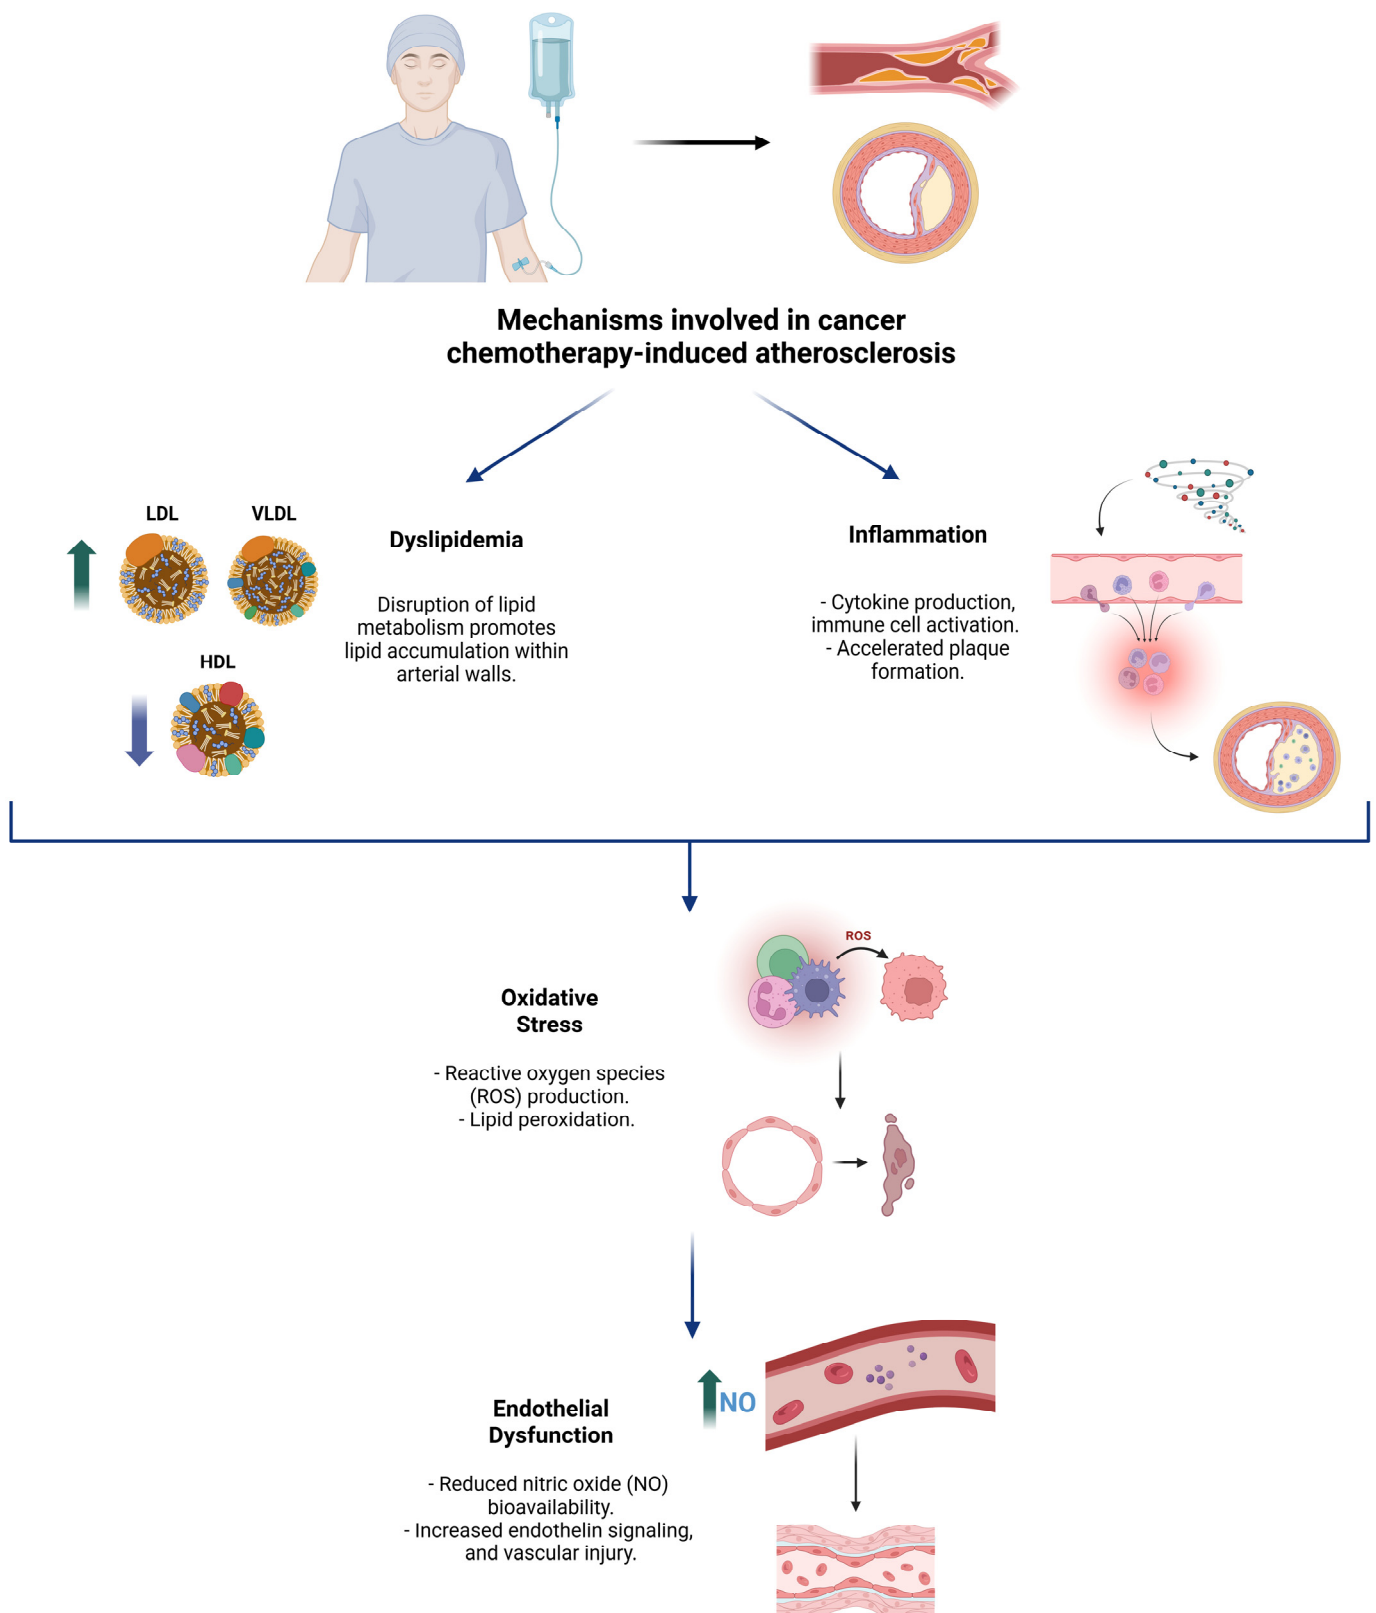 Mechanisms involved in cancer
chemotherapy-induced atherosclerosis
LDL
VLDL
HDL
Dyslipidemia
Disruption of lipid
metabolism promotes
lipid accumulation within
arterial walls.
Inflammation
- Cytokine production,
immune cell activation.
- Accelerated plaque
formation.
ROS
Oxidative
Stress
- Reactive oxygen species
(ROS) production.
- Lipid peroxidation.
NO
Endothelial
Dysfunction
- Reduced nitric oxide (NO)
bioavailability.
- Increased endothelin signaling,
and vascular injury.